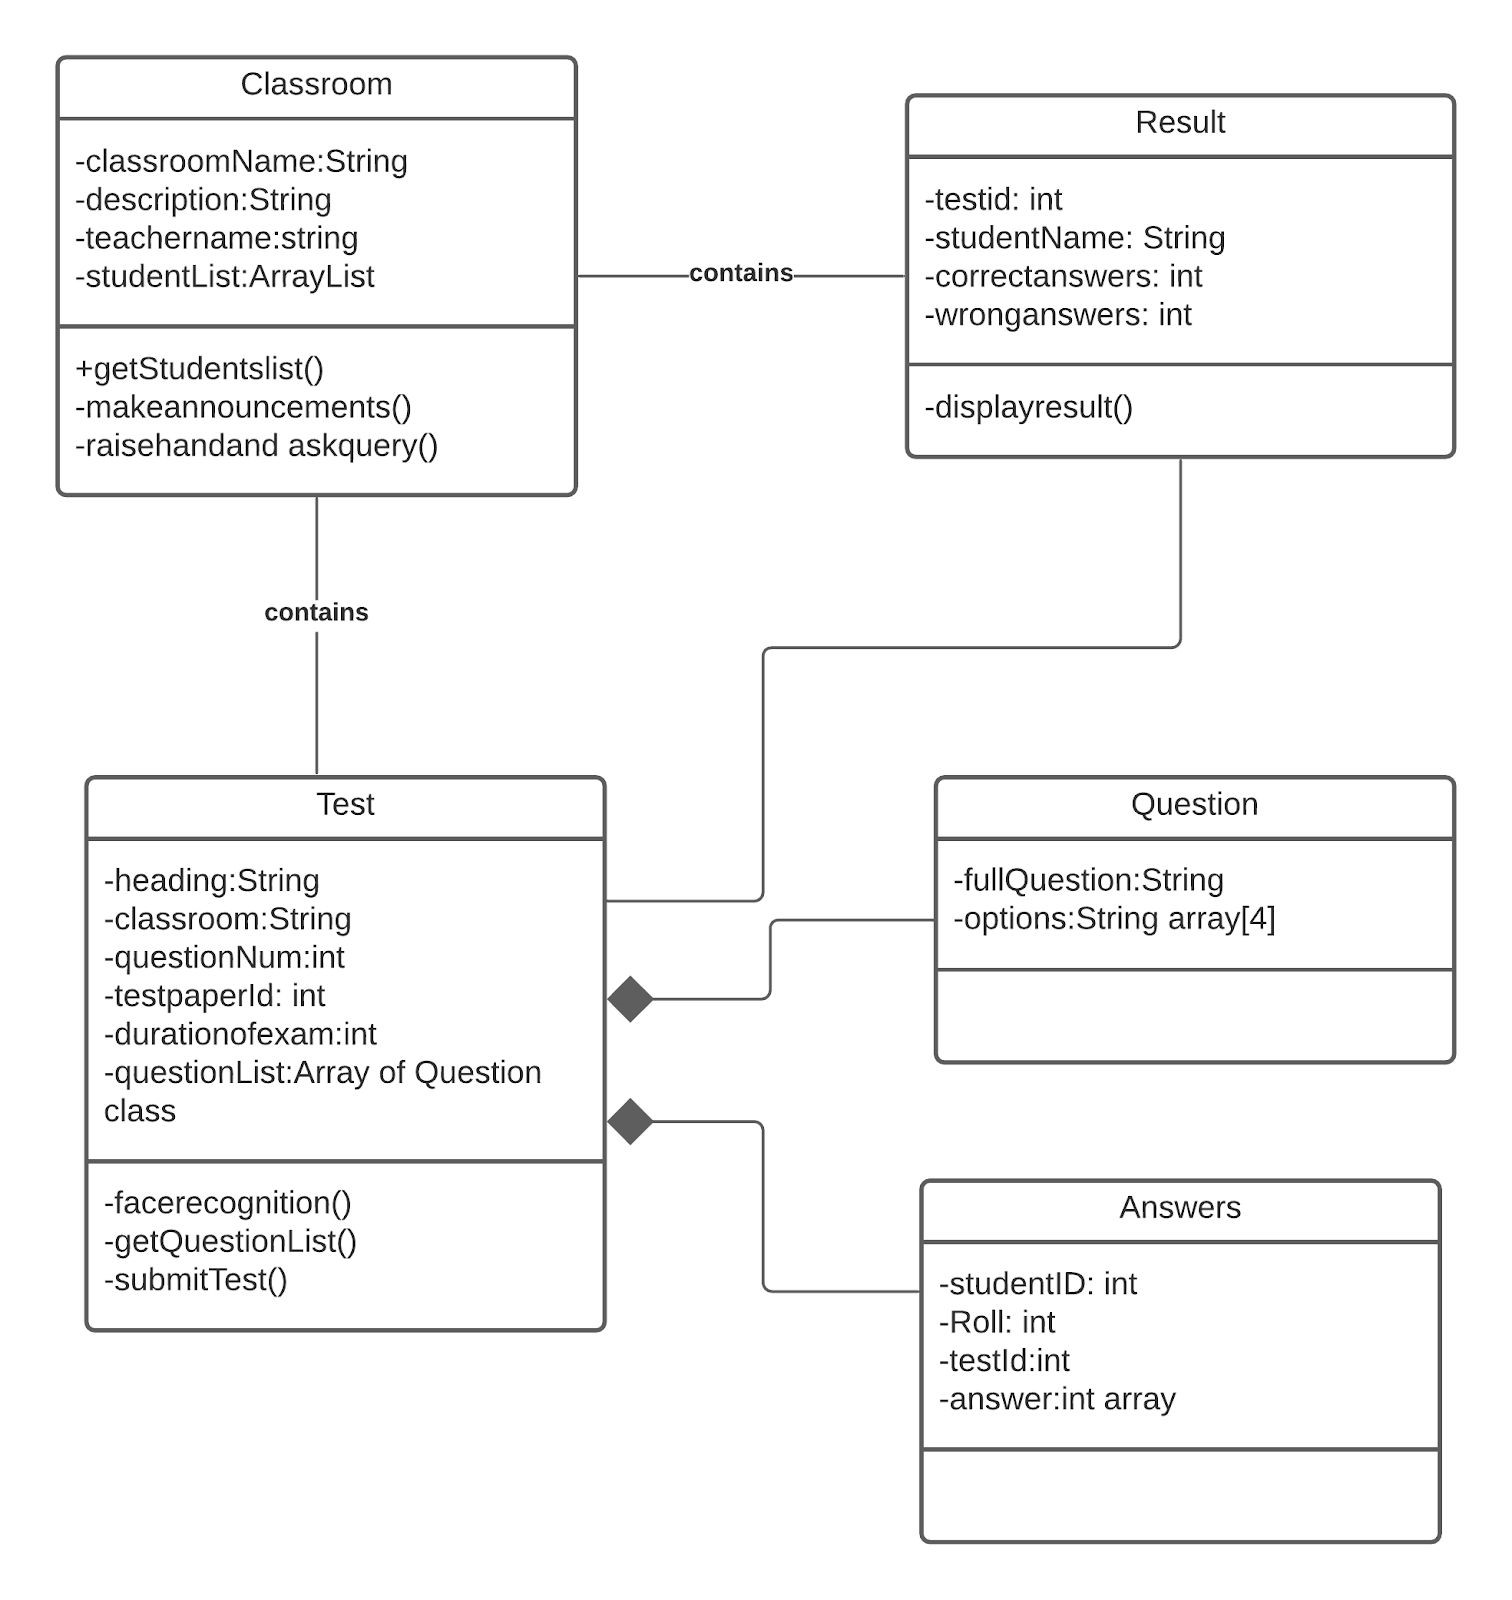 Classroom
-classroomName:String
-description:String
-teachername:string
-studentList:ArrayList
+getStudentslist()
-makeannouncements()
-raisehandand askquery()
contains
Result
-testid: int
-studentName: String
-correctanswers: int
-wronganswers: int
-displayresult()
contains
Test
-heading:String
-classroom:String
-questionNum:int
-testpaperId: int
-durationofexam:int
-questionList:Array of Question
class
-facerecognition()
-getQuestionList()
-submitTest()
Question
-fullQuestion:String
-options:String array[4]
Answers
-studentID: int
-Roll: int
-testId:int
-answer:int array